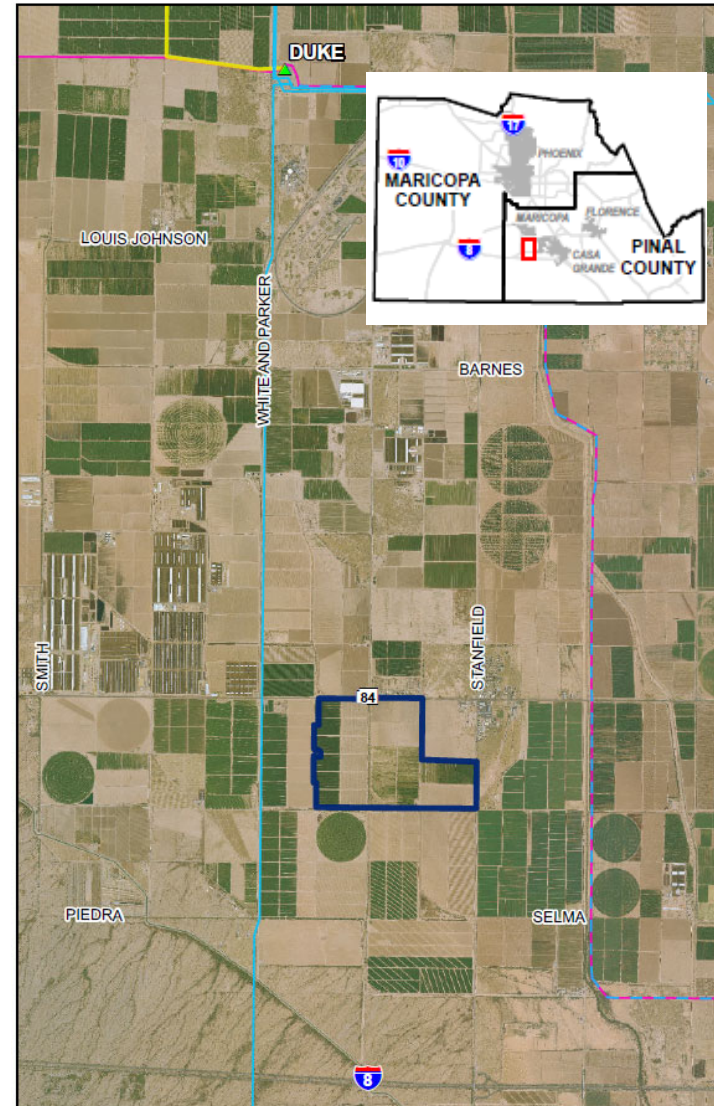 DUKE
17
PHOENIX
10
MARICOPA
COUNTY
MARICOPA
FLORENCE
8
CASA
GRANDE
PINAL
COUNTY
LOUIS JOHNSON
WHITE AND PARKER
BARNES
SMITH
STANFIELD
84
PIEDRA
SELMA
8